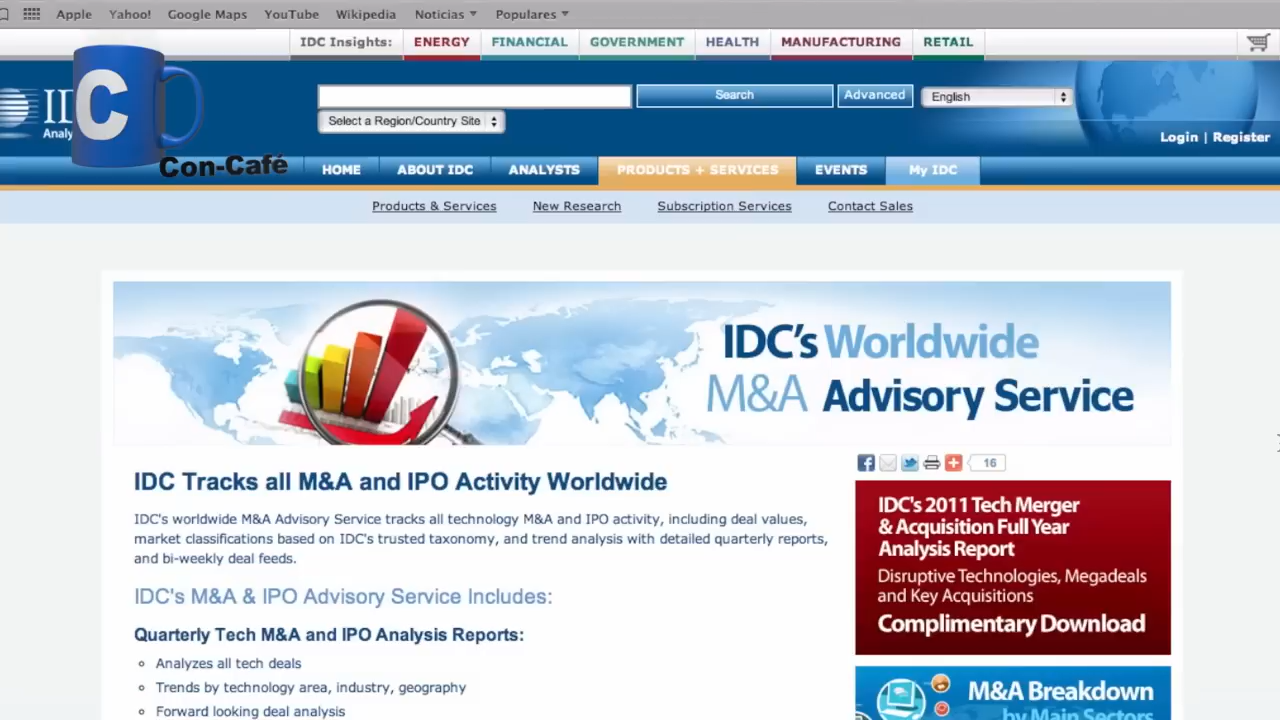 Apple Yahoo! Google Maps YouTube Wikipedia Noticias Populares
IDC Insights: ENERGY FINANCIAL GOVERNMENT HEALTH MANUFACTURING RETAIL
C
Con-Café
Search Advanced English
Select a Region/Country Site
Login | Register
HOME ABOUT IDC ANALYSTS PRODUCTS + SERVICES EVENTS My IDC
Products & Services New Research Subscription Services Contact Sales
IDC's Worldwide
M&A Advisory Service
IDC Tracks all M&A and IPO Activity Worldwide
IDC's worldwide M&A Advisory Service tracks all technology M&A and IPO activity, including deal values,
market classifications based on IDC's trusted taxonomy, and trend analysis with detailed quarterly reports,
and bi-weekly deal feeds.
IDC's M&A & IPO Advisory Service Includes:
Quarterly Tech M&A and IPO Analysis Reports:
Analyzes all tech deals
Trends by technology area, industry, geography
Forward looking deal analysis
16
IDC's 2011 Tech Merger
& Acquisition Full Year
Analysis Report
Disruptive Technologies, Megadeals
and Key Acquisitions
Complimentary Download
M&A Breakdown
by Main Sectors